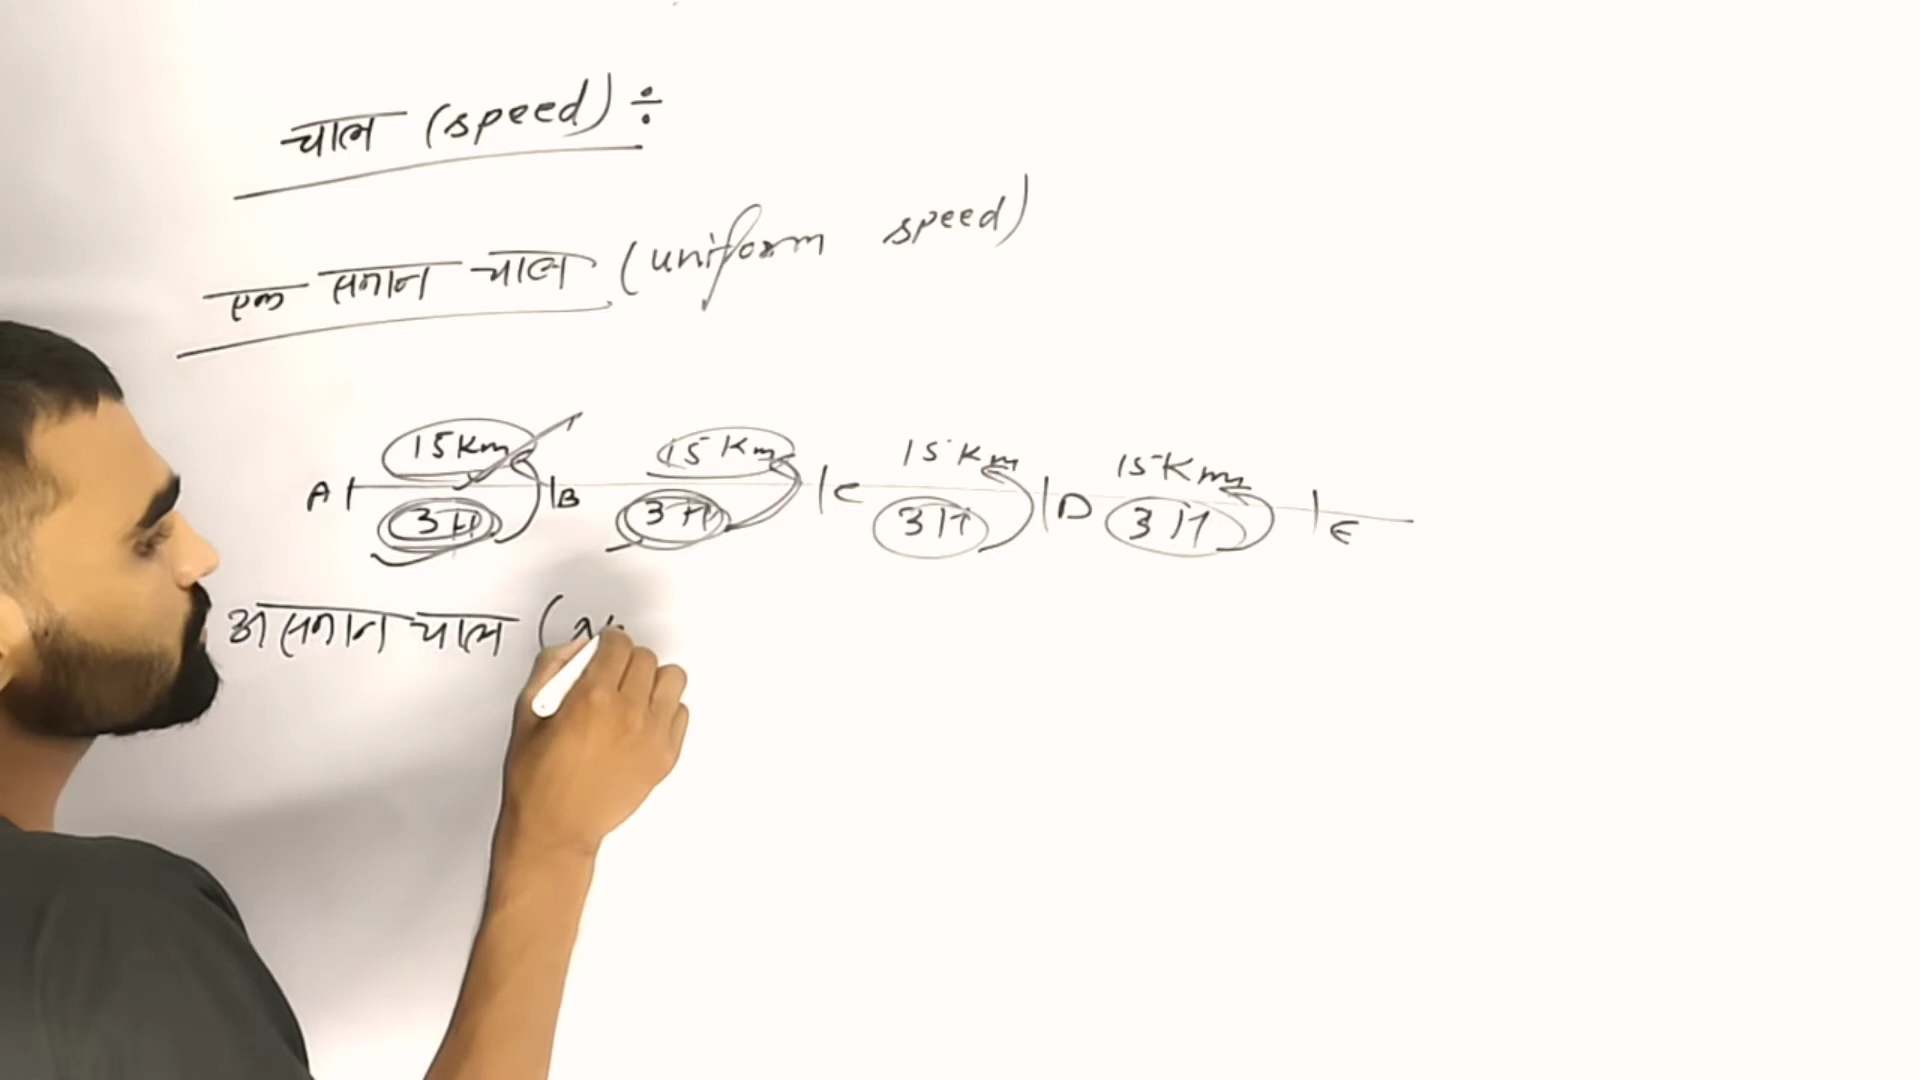 चाल (speed) ÷
एक समान चाल (uniform speed)
15 Km 15 Km 15 Km 15 Km
A B C D E
3 H 3 H 3 H 3 H
असमान चाल (